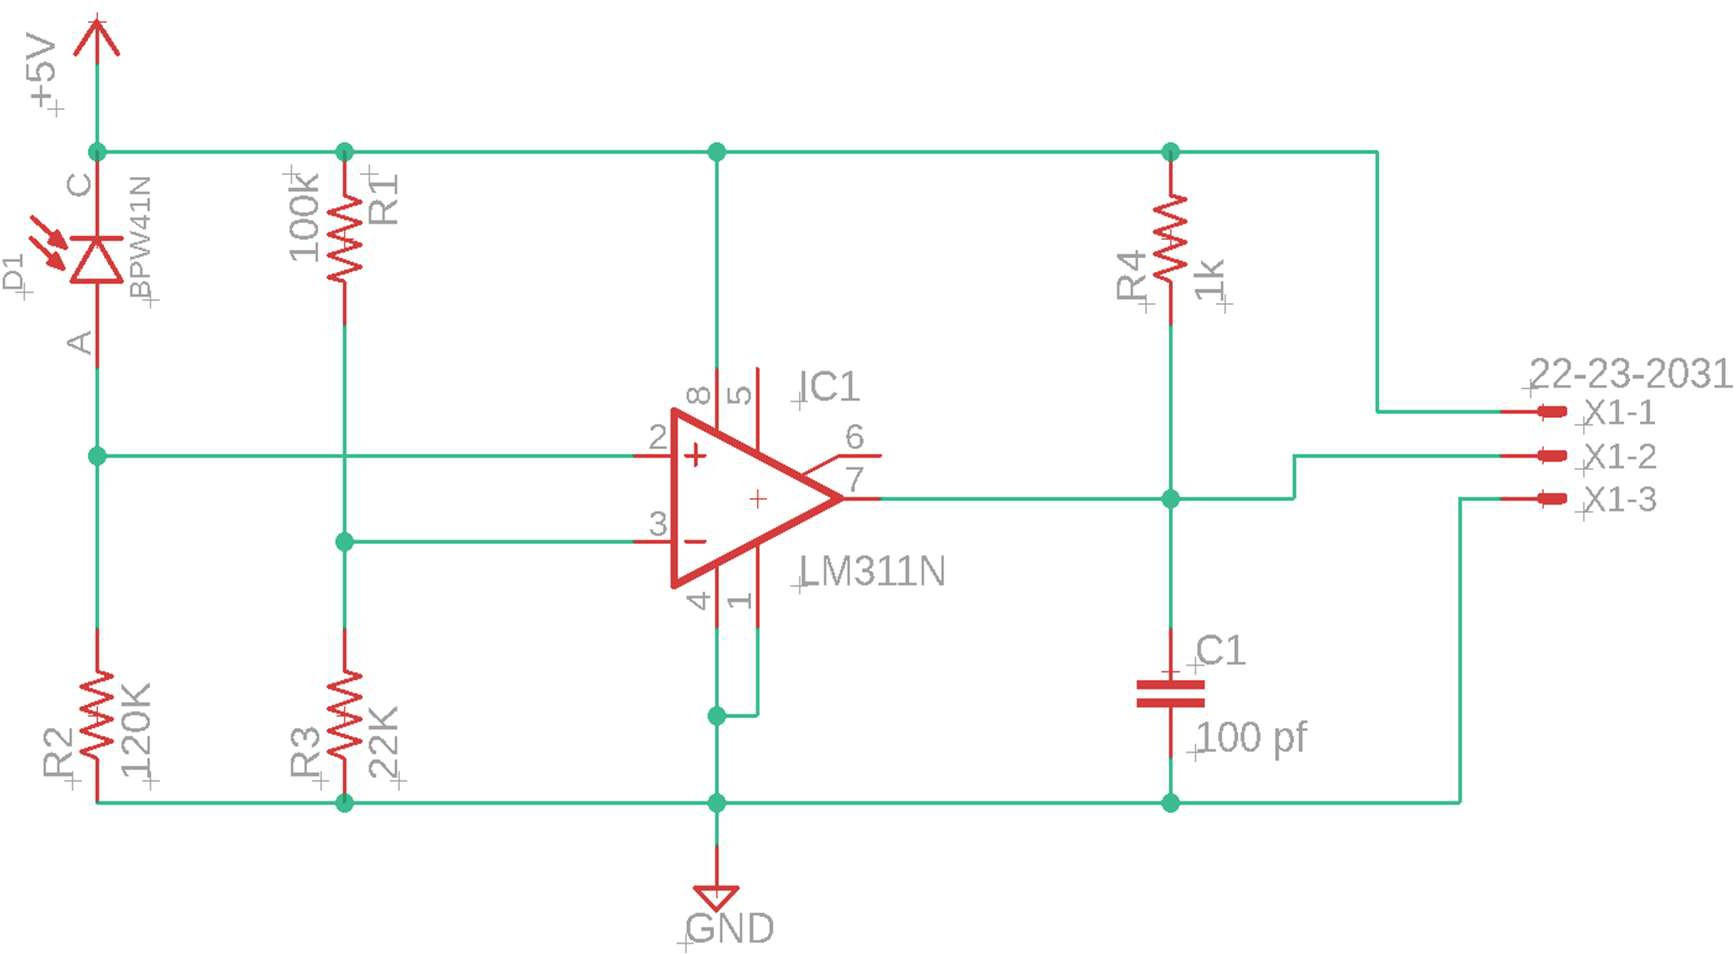 +5V
C
BPW41N
D1
A
100k
R1
R2
120K
R3
22K
8
5
IC1
2
+
6
7
3
-
4
1
LM311N
GND
R4
1k
C1
100 pf
22-23-2031
X1-1
X1-2
X1-3